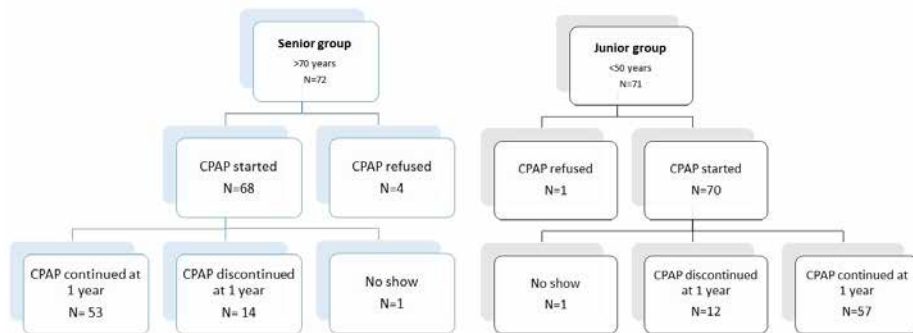 Senior group
>70 years
N=72
Junior group
<50 years
N=71
CPAP started
N=68
CPAP refused
N=4
CPAP refused
N=1
CPAP started
N=70
CPAP continued at
1 year
N= 53
CPAP discontinued
at 1 year
N= 14
No show
N=1
No show
N=1
CPAP discontinued
at 1 year
N= 12
CPAP continued at
1 year
N=57